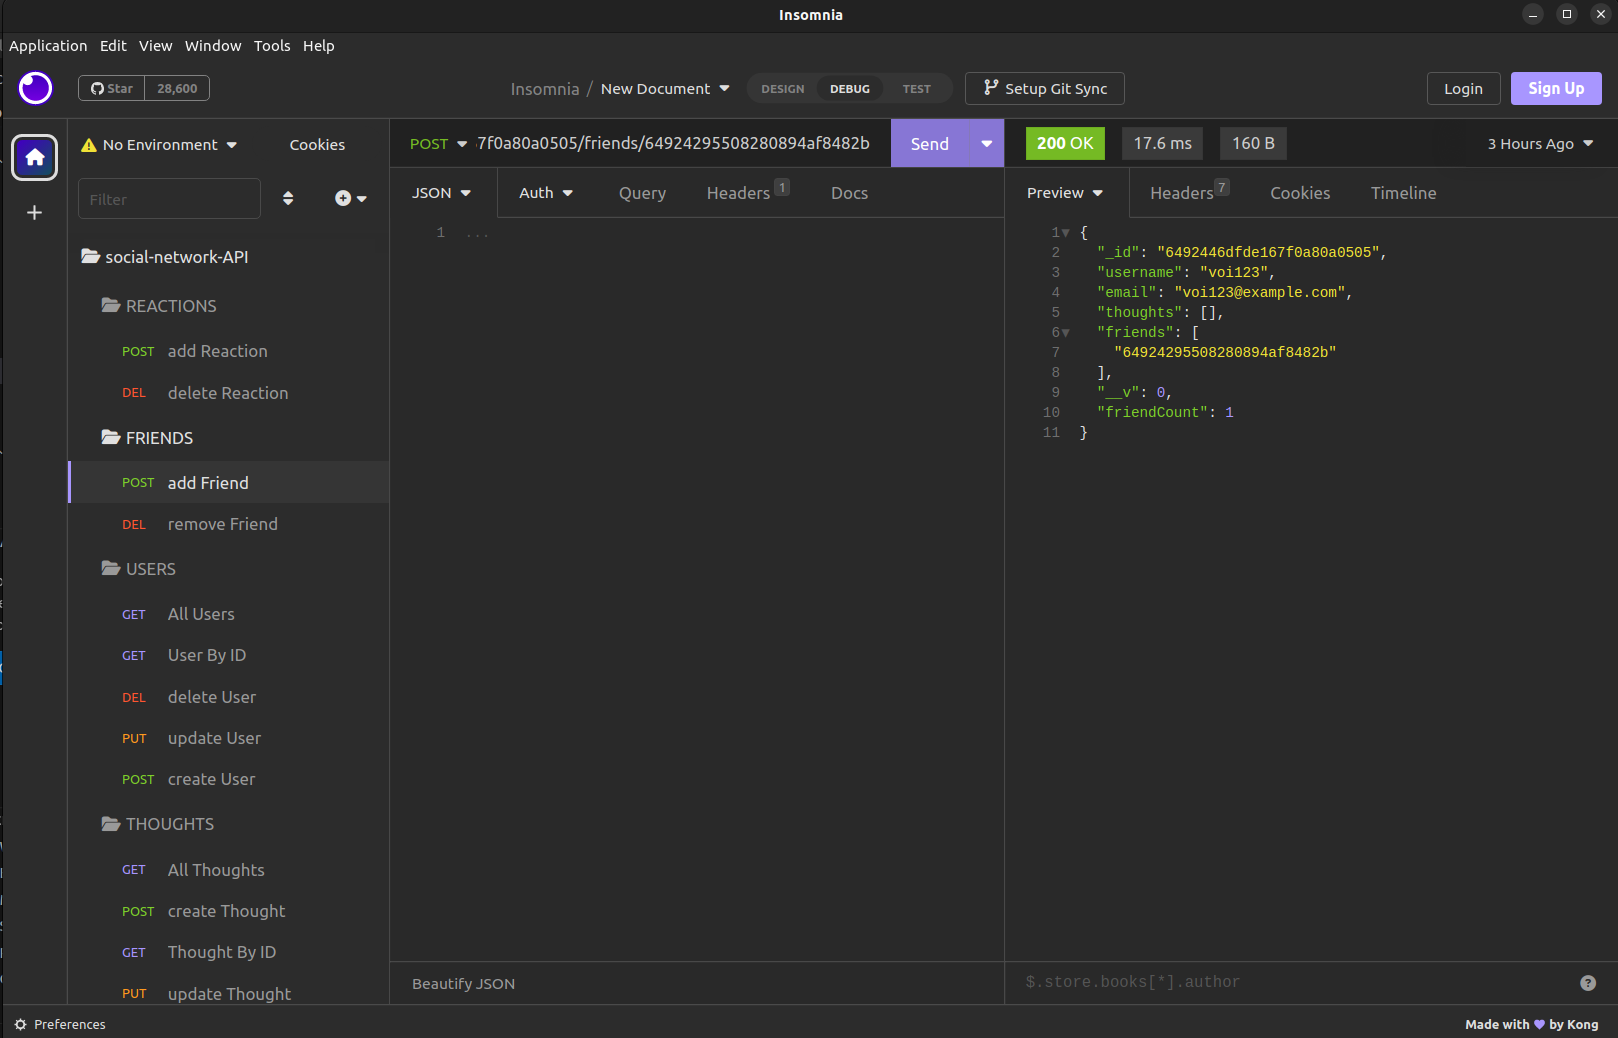 Insomnia
Application Edit View Window Tools Help
Star 28,600
Insomnia / New Document
DESIGN DEBUG TEST
Setup Git Sync
Login Sign Up
No Environment Cookies
POST 7f0a80a0505/friends/64924295508280894af8482b Send
200 OK 17.6 ms 160 B 3 Hours Ago
Filter
JSON Auth Query Headers 1 Docs
Preview Headers 7 Cookies Timeline
social-network-API
REACTIONS
POST add Reaction
DEL delete Reaction
FRIENDS
POST add Friend
DEL remove Friend
USERS
GET All Users
GET User By ID
DEL delete User
PUT update User
POST create User
THOUGHTS
GET All Thoughts
POST create Thought
GET Thought By ID
PUT update Thought
1 ...
1 {
2 "_id": "6492446dfde167f0a80a0505",
3 "username": "voi123",
4 "email": "voi123@example.com",
5 "thoughts": [],
6 "friends": [
7 "64924295508280894af8482b"
8 ],
9 "__v": 0,
10 "friendCount": 1
11 }
Beautify JSON
$.store.books[*].author ?
Preferences
Made with 💜 by Kong